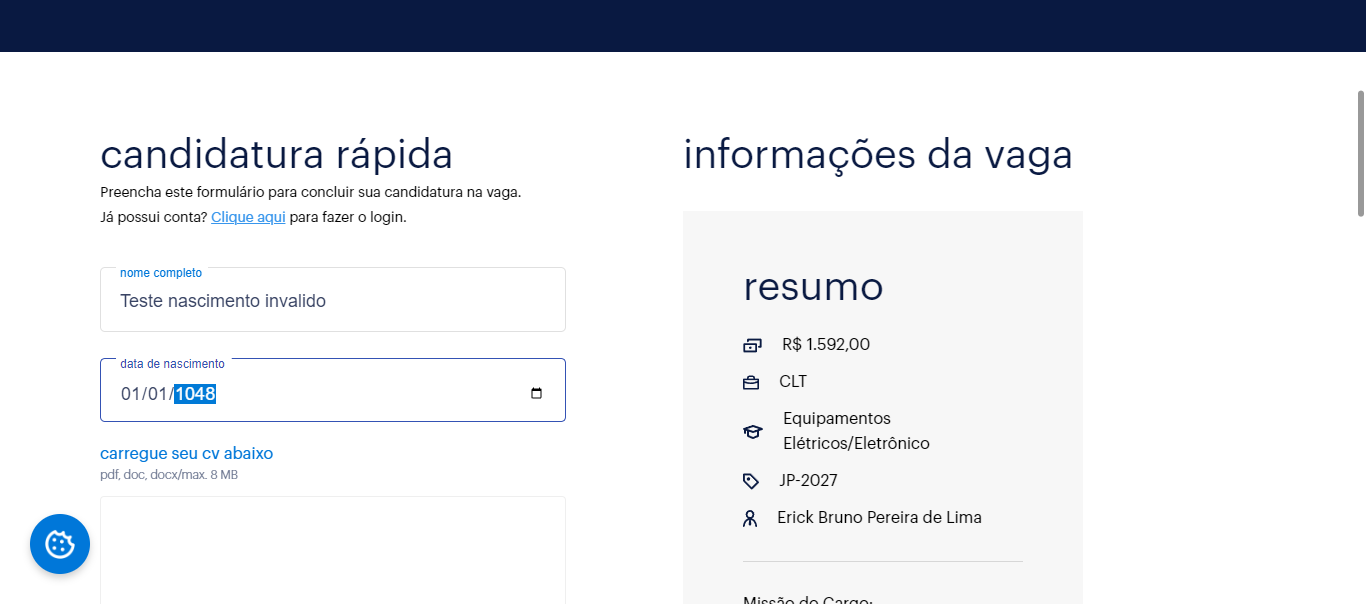 candidatura rápida
Preencha este formulário para concluir sua candidatura na vaga.
Já possui conta? Clique aqui para fazer o login.
nome completo
Teste nascimento invalido
data de nascimento
01/01/1048
carregue seu cv abaixo
pdf, doc, docx/max. 8 MB
informações da vaga
resumo
R$ 1.592,00
CLT
Equipamentos
Elétricos/Eletrônico
JP-2027
Erick Bruno Pereira de Lima
Missão do Cargo: